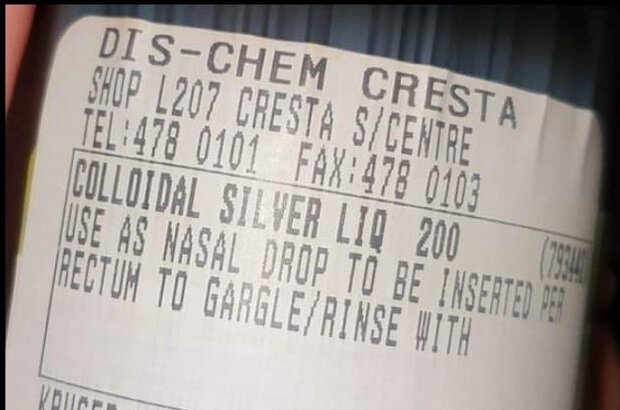 DIS-CHEM CRESTA
SHOP L207 CRESTA S/CENTRE
TEL:478 0101 FAX:478 0103
COLLOIDAL SILVER LIQ 200
USE AS NASAL DROP TO BE INSERTED PER
RECTUM TO GARGLE/RINSE WITH